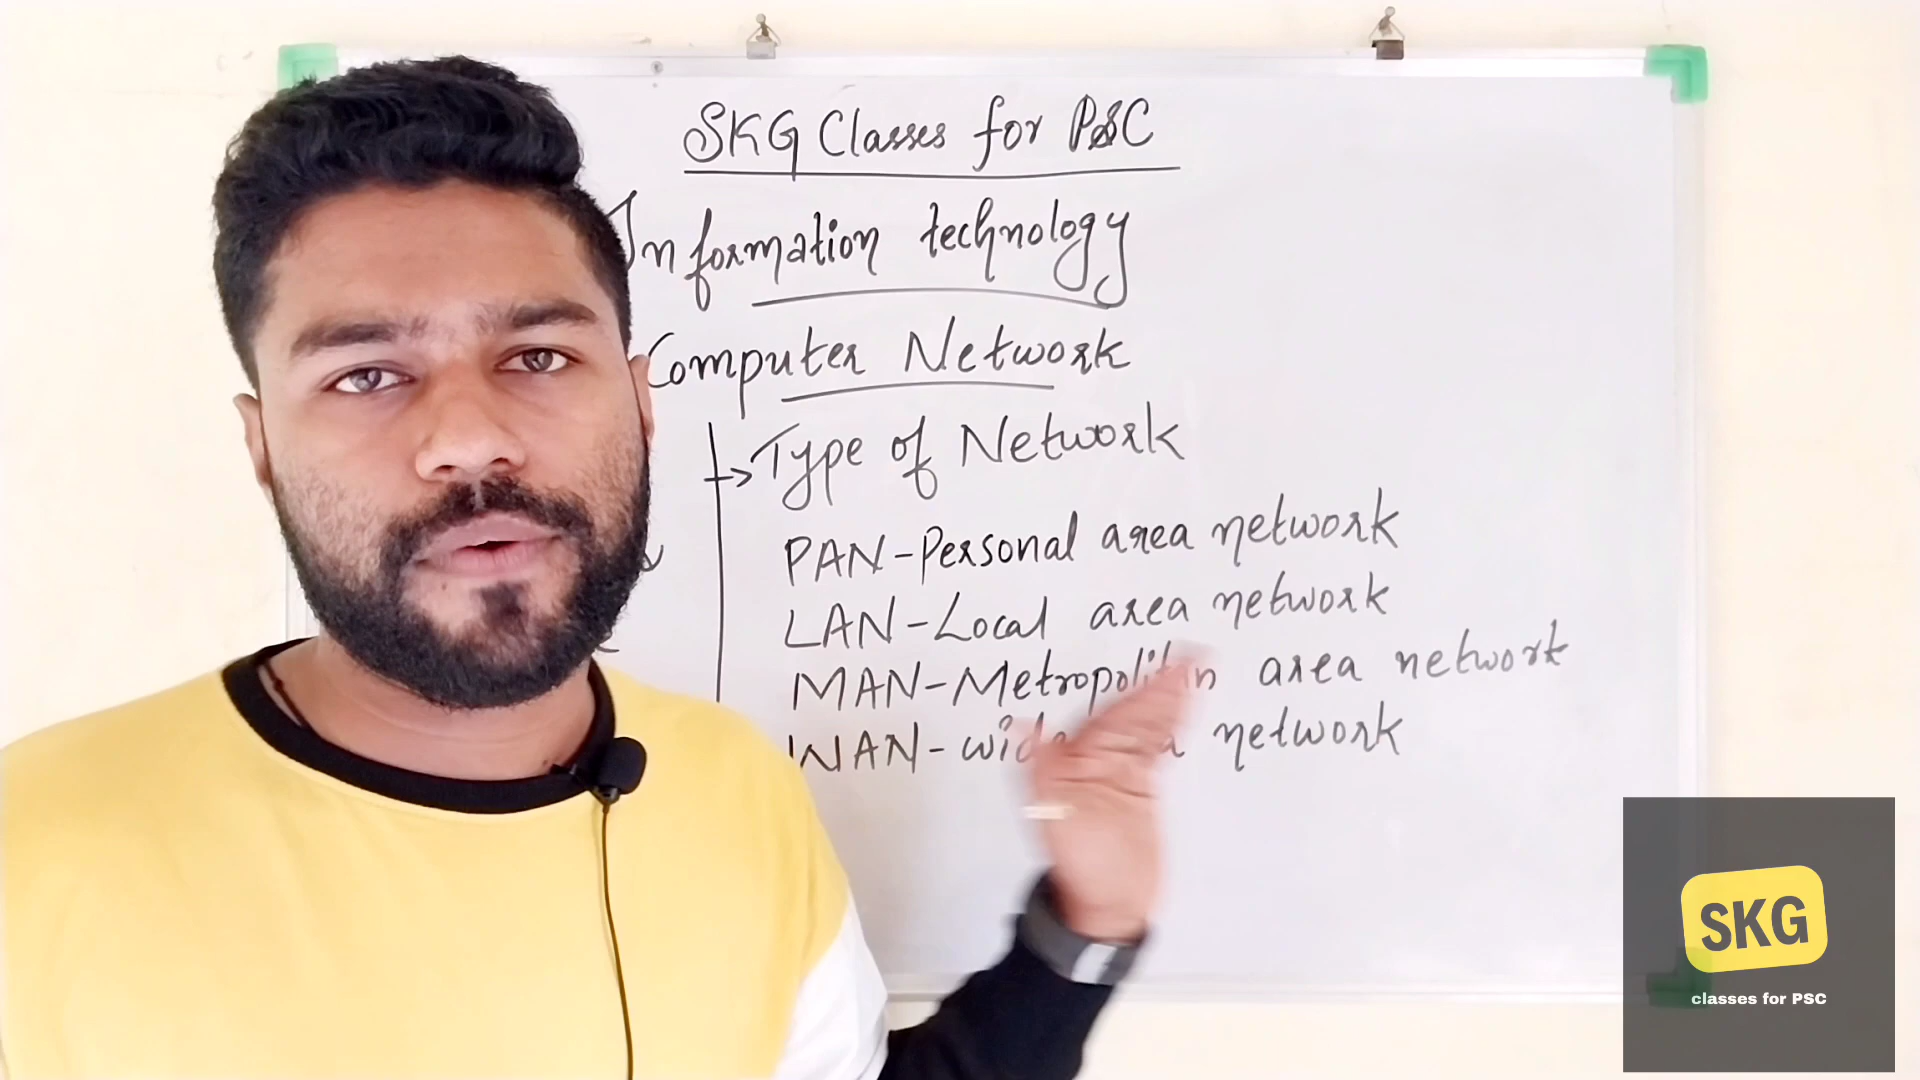 SKG Classes for PSC
Information technology
Computer Network
Type of Network
PAN-Personal area network
LAN-Local area network
MAN-Metropolitan area network
WAN-wide network
SKG
classes for PSC